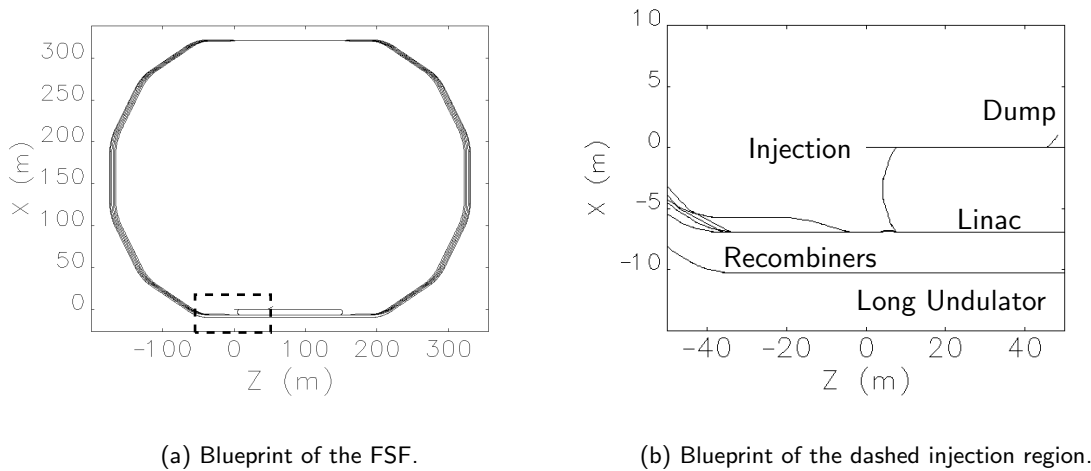 300
250
200
150
100
50
0
X (m)
-100
0
100
200
300
Z (m)
(a) Blueprint of the FSF.
10
5
0
-5
-10
X (m)
Dump
Injection
Linac
Recombiners
Long Undulator
-40
-20
0
20
40
Z (m)
(b) Blueprint of the dashed injection region.